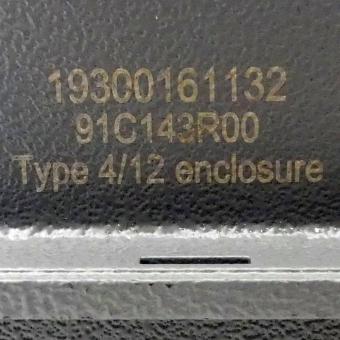 19300161132
91C143R00
Type 4/12 enclosure